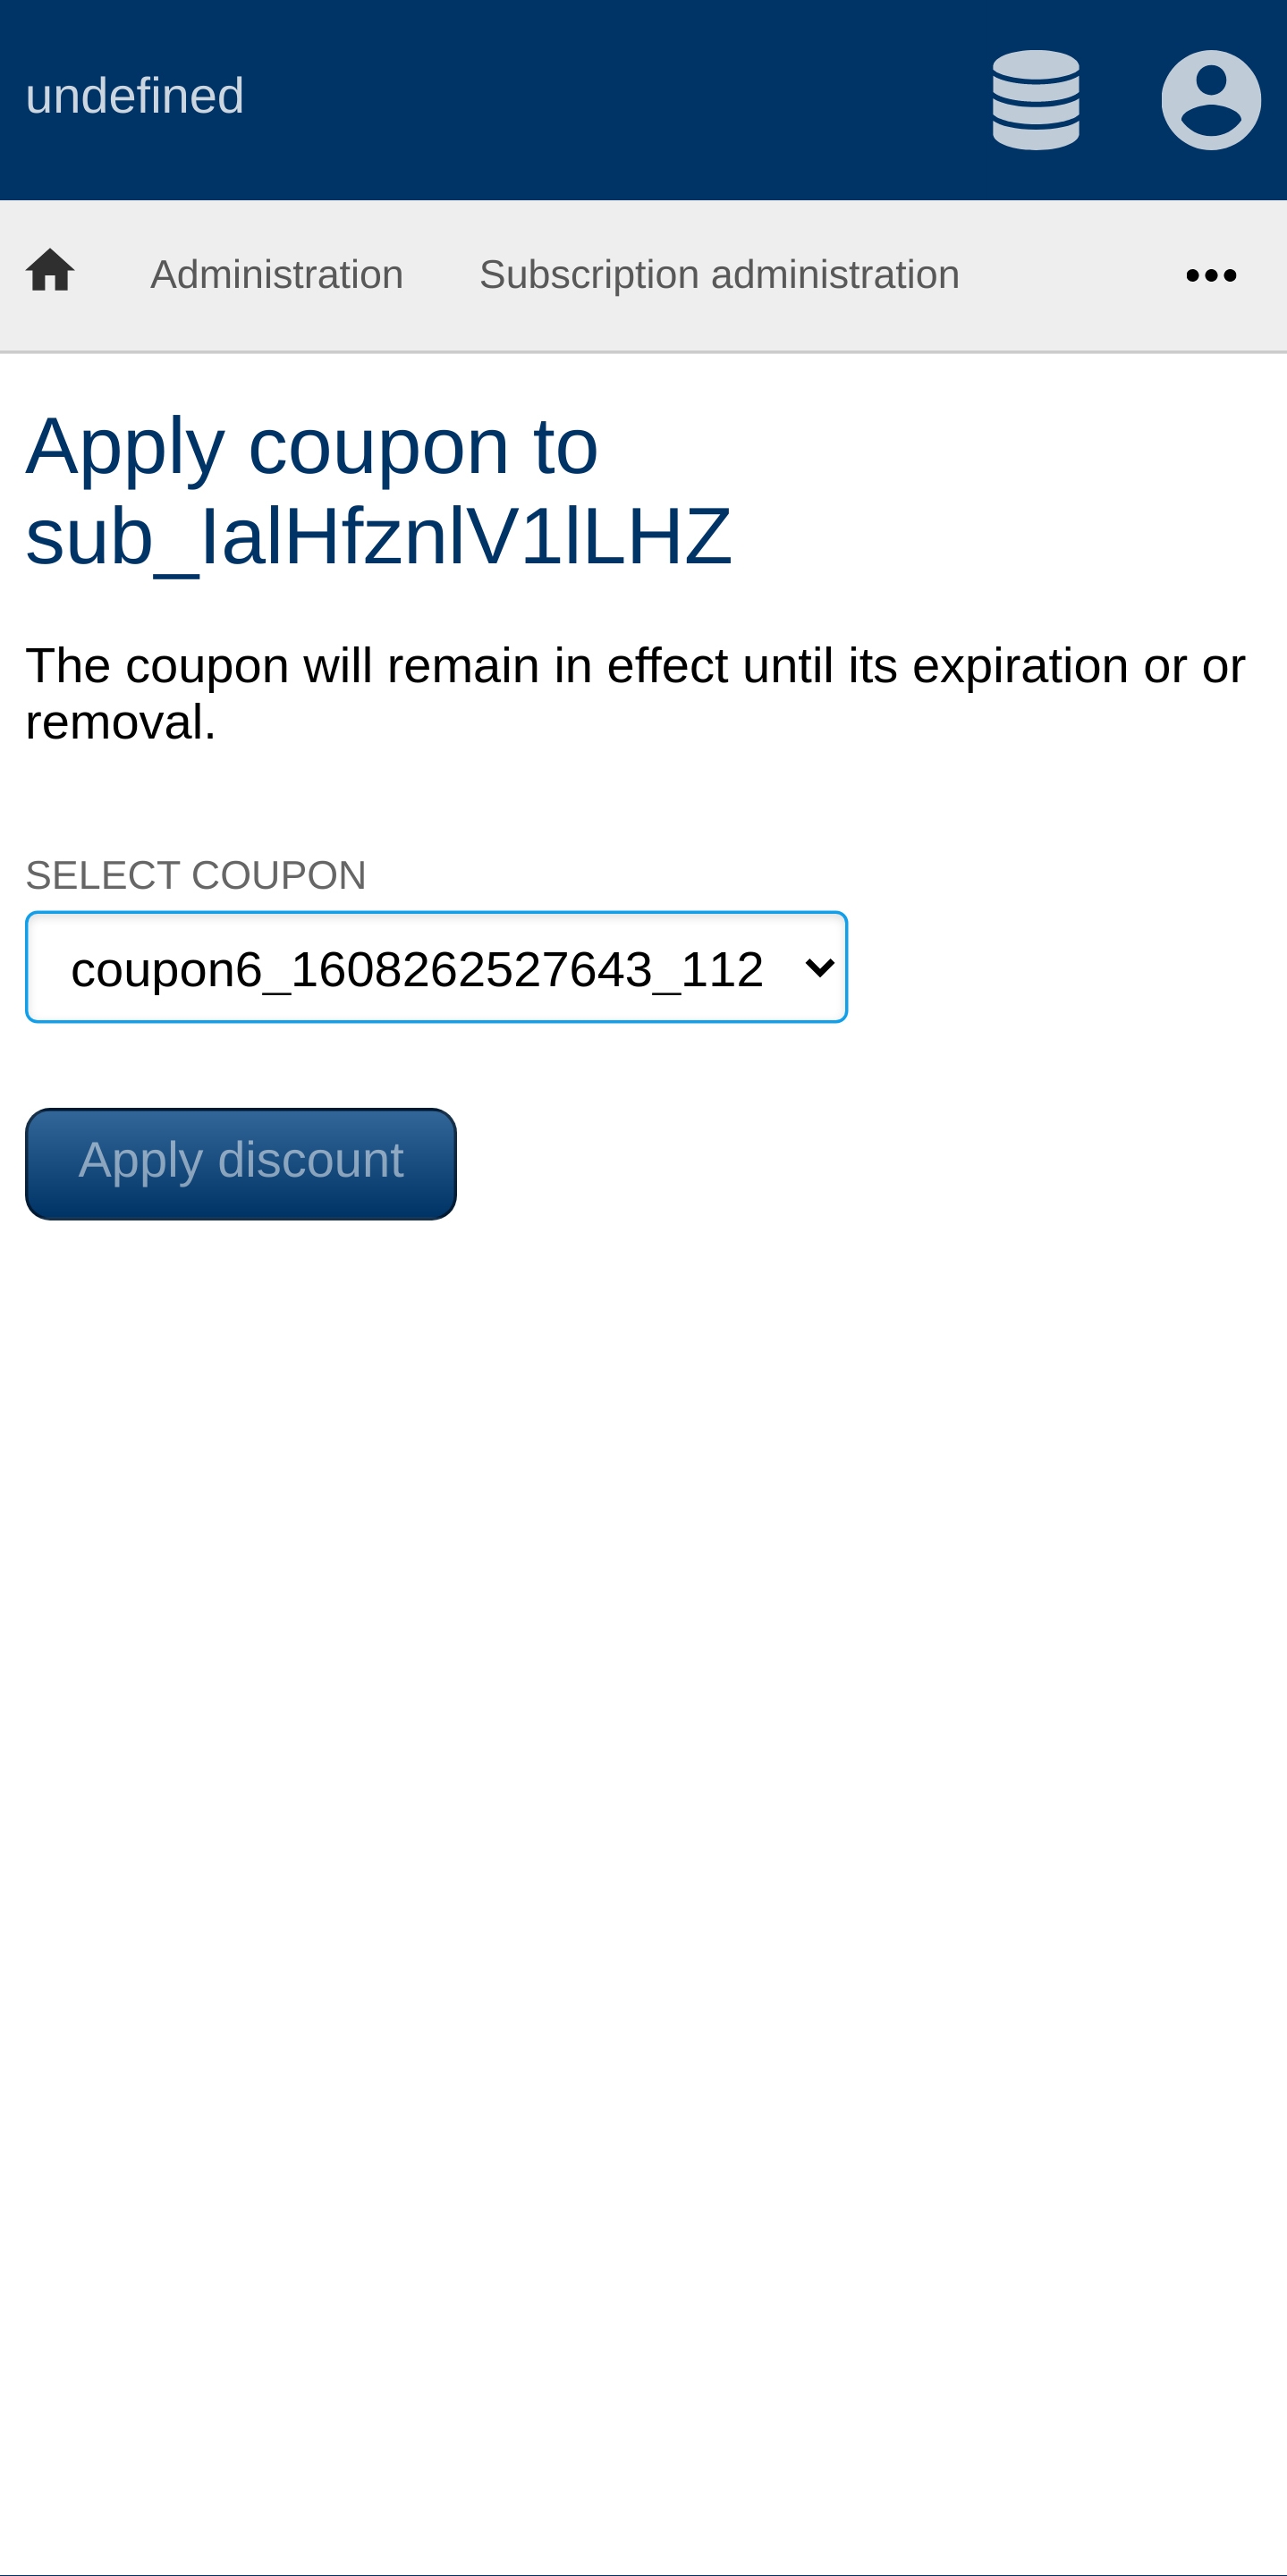 undefined
Administration Subscription administration
Apply coupon to
sub_IalHfznlV1lLHZ
The coupon will remain in effect until its expiration or or
removal.
SELECT COUPON
coupon6_1608262527643_112
Apply discount